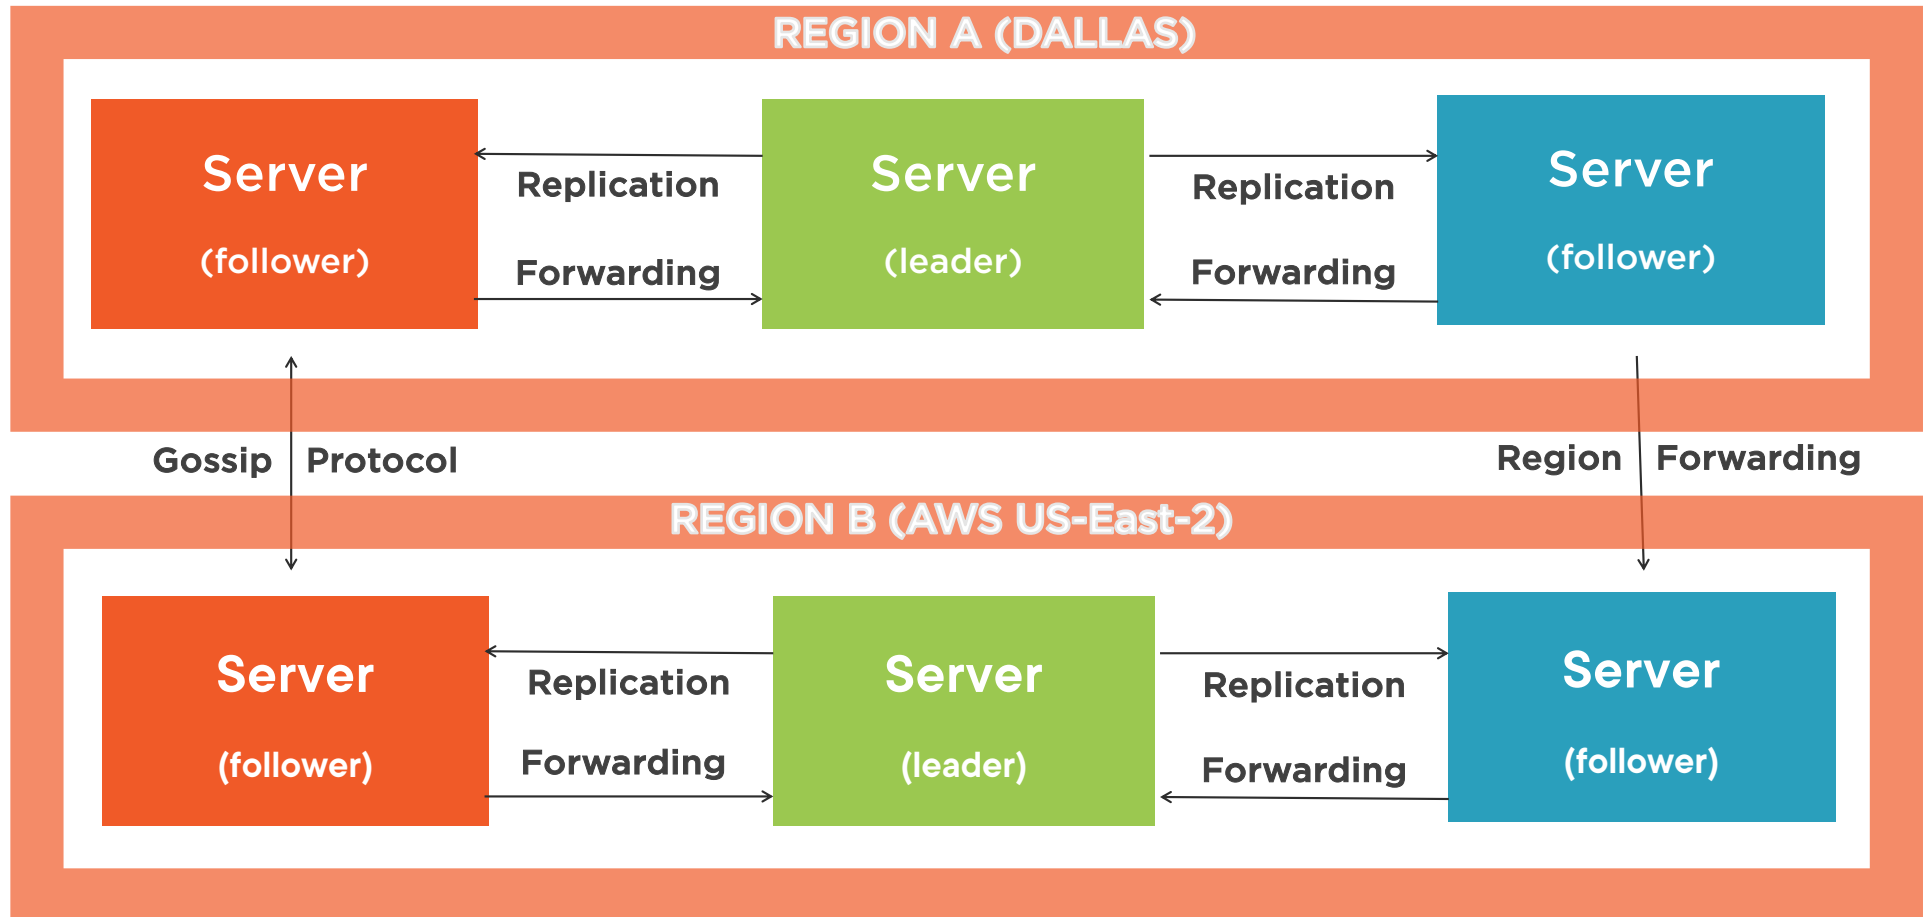 REGION A (DALLAS)
Server
(follower)
Replication
Forwarding
Server
(leader)
Replication
Forwarding
Server
(follower)
Gossip Protocol
Region Forwarding
REGION B (AWS US-East-2)
Server
(follower)
Replication
Forwarding
Server
(leader)
Replication
Forwarding
Server
(follower)